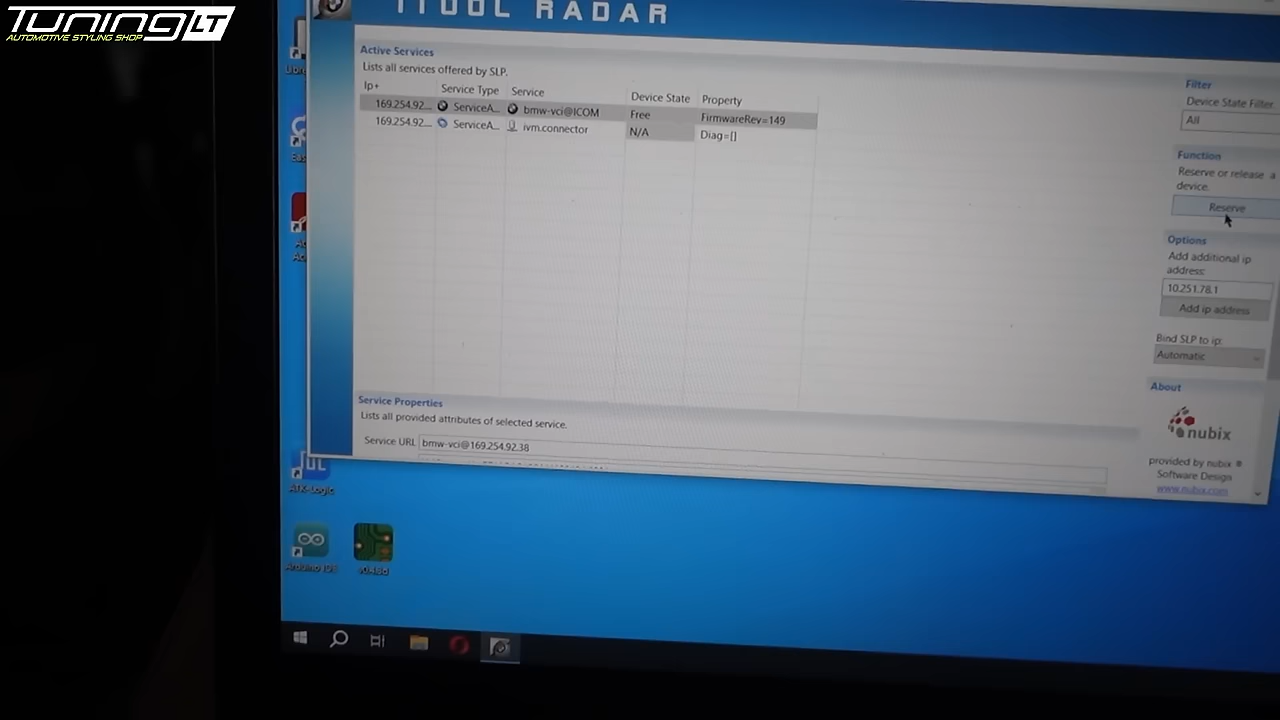 Tuning LT
AUTOMOTIVE STYLING SHOP
ITOOL RADAR
Active Services
Lists all services offered by SLP.
Ip+ Service Type Service Device State Property
169.254.92... ServiceA... bmw-vci@ICOM Free FirmwareRev=149
169.254.92... ServiceA... ivm.connector N/A Diag=[]
Filter
Device State Filter
All
Function
Reserve or release a
device.
Reserve
Options
Add additional ip
address:
10.251.78.1
Add ip address
Bind SLP to ip:
Automatic
About
nubix
provided by nubix ®
Software Design
www.nubix.com
Service Properties
Lists all provided attributes of selected service.
Service URL bmw-vci@169.254.92.38
ATK-Logic
Arduino IDE